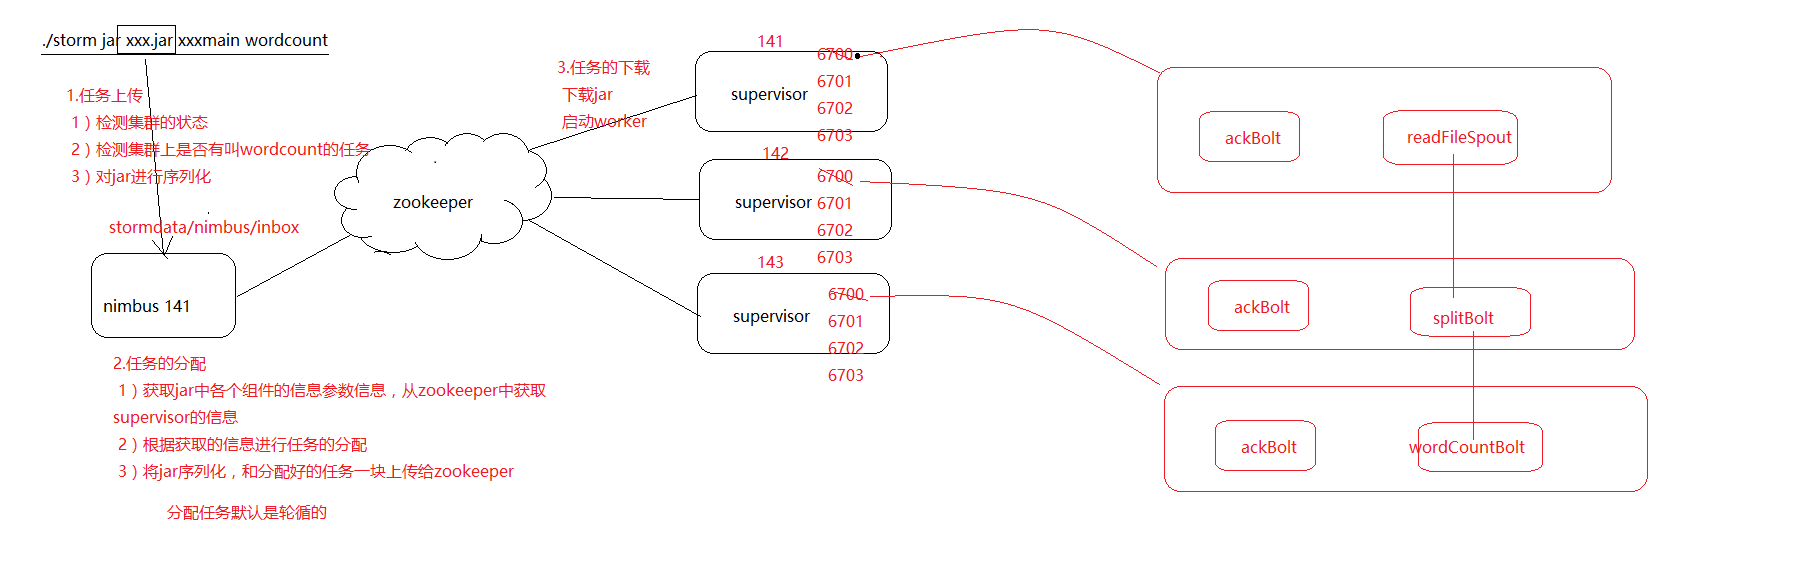 ./storm jar xxx.jar xxxmain wordcount
1.任务上传
1）检测集群的状态
2）检测集群上是否有叫wordcount的任务
3）对jar进行序列化
stormdata/nimbus/inbox
nimbus 141
2.任务的分配
1）获取jar中各个组件的信息参数信息，从zookeeper中获取
supervisor的信息
2）根据获取的信息进行任务的分配
3）将jar序列化，和分配好的任务一块上传给zookeeper
分配任务默认是轮循的
zookeeper
3.任务的下载
下载jar
启动worker
141
supervisor
6700
6701
6702
6703
142
supervisor
6700
6701
6702
6703
143
supervisor
6700
6701
6702
6703
ackBolt
readFileSpout
ackBolt
splitBolt
ackBolt
wordCountBolt